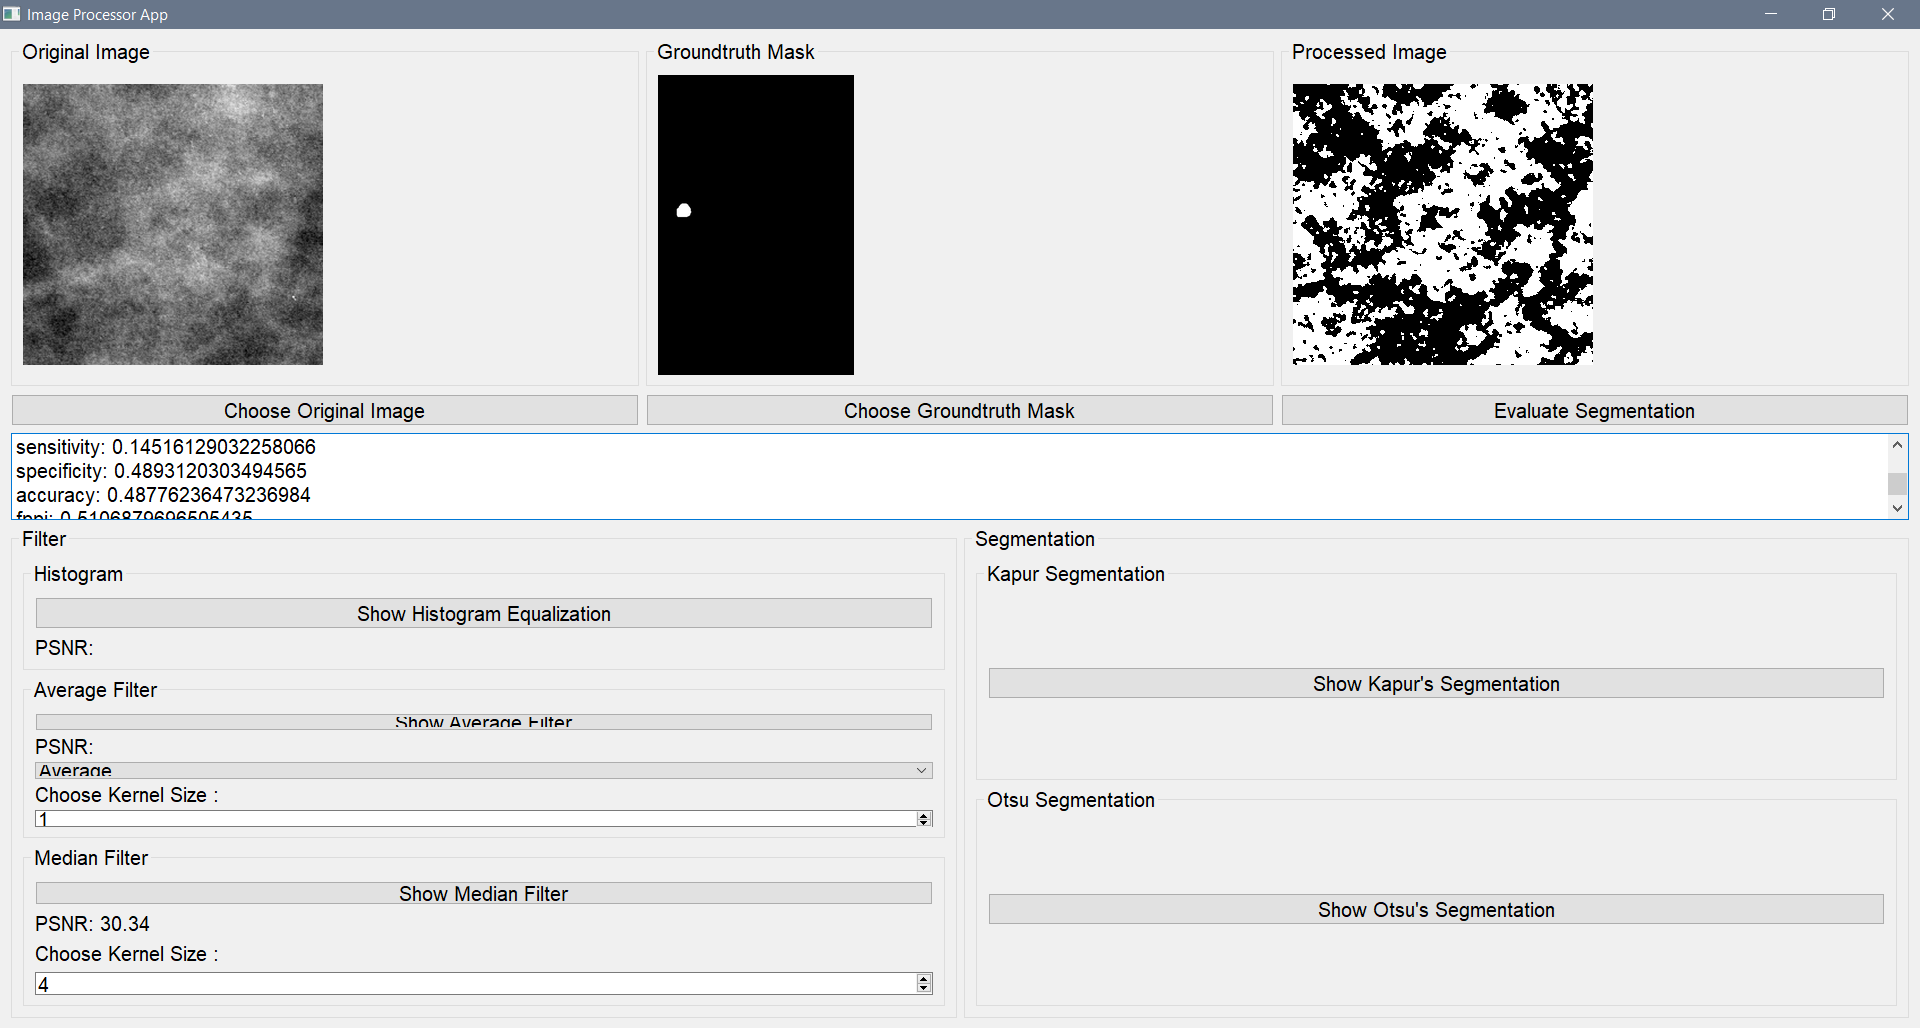 Image Processor App
Original Image
Groundtruth Mask
Processed Image
Choose Original Image
Choose Groundtruth Mask
Evaluate Segmentation
sensitivity: 0.14516129032258066
specificity: 0.4893120303494565
accuracy: 0.48776236473236984
fppi: 0.5106879696505435
Filter
Segmentation
Histogram
Kapur Segmentation
Show Histogram Equalization
PSNR:
Average Filter
Show Kapur's Segmentation
Show Average Filter
PSNR:
Average
Choose Kernel Size :
1
Otsu Segmentation
Median Filter
Show Median Filter
Show Otsu's Segmentation
PSNR: 30.34
Choose Kernel Size :
4